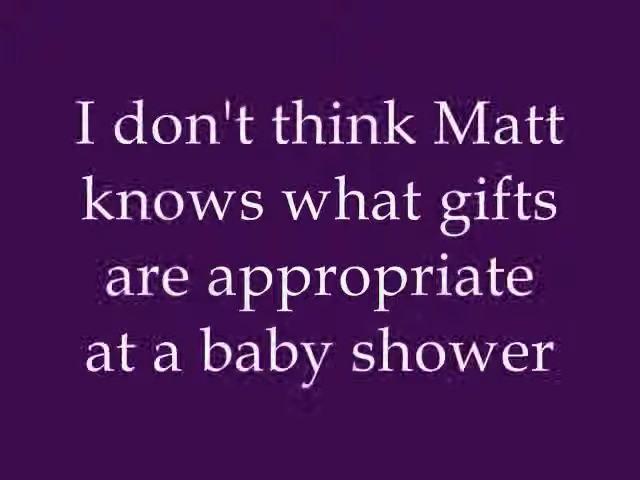 I don't think Matt
knows what gifts
are appropriate
at a baby shower